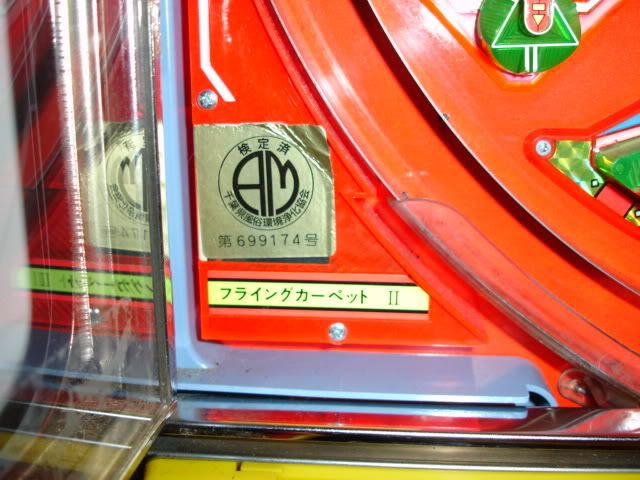 検定済
AM
千葉県風俗環境浄化協会
第699174号
フライングカーペット II